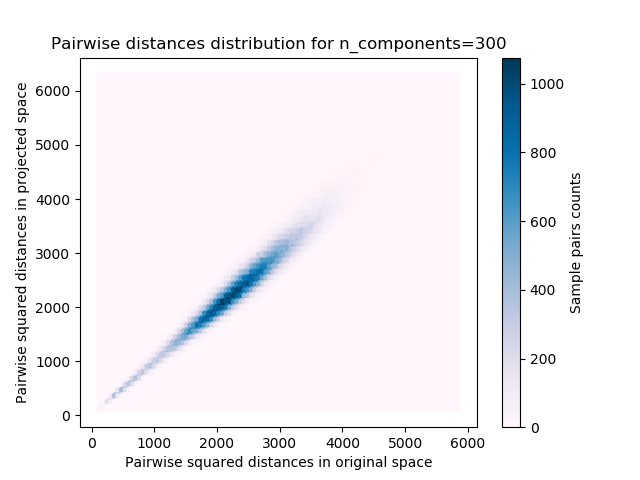 Pairwise distances distribution for n_components=300
Pairwise squared distances in projected space
6000
5000
4000
3000
2000
1000
0
0 1000 2000 3000 4000 5000 6000
Pairwise squared distances in original space
1000
800
600
400
200
0
Sample pairs counts